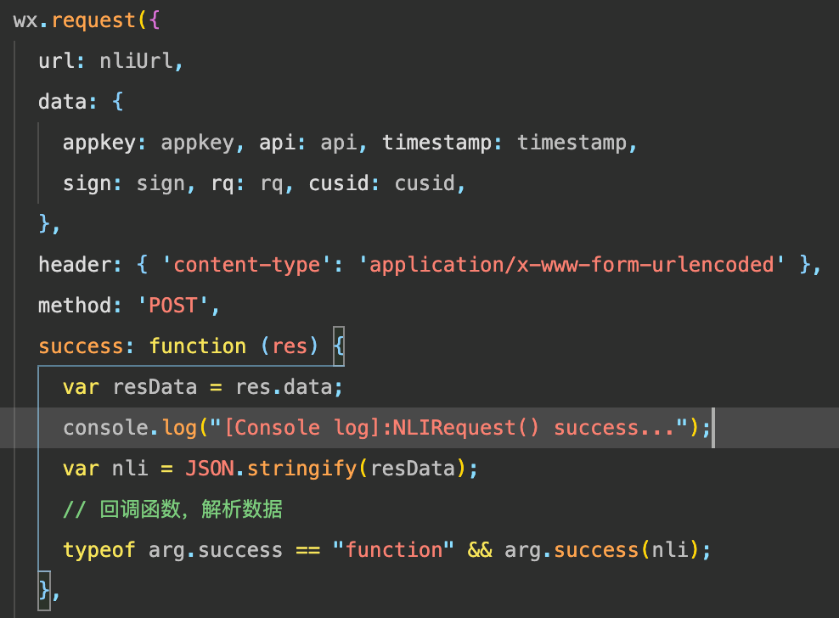 wx.request({
url: nliUrl,
data: {
appkey: appkey, api: api, timestamp: timestamp,
sign: sign, rq: rq, cusid: cusid,
},
header: { 'content-type': 'application/x-www-form-urlencoded' },
method: 'POST',
success: function (res) {
var resData = res.data;
console.log("[Console log]:NLIRequest() success...");
var nli = JSON.stringify(resData);
// 回调函数，解析数据
typeof arg.success == "function" && arg.success(nli);
},